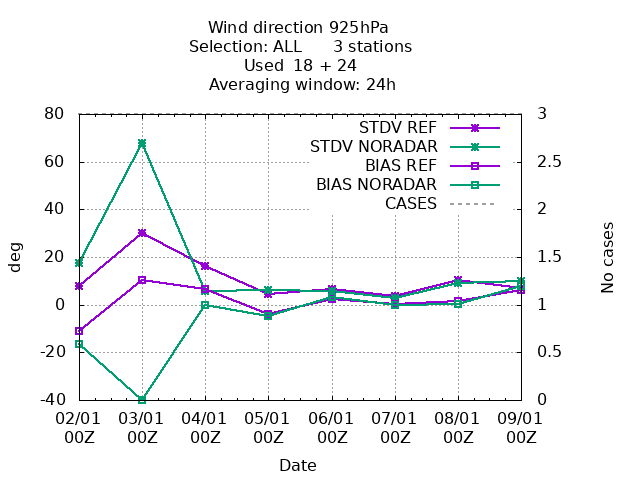 Wind direction 925hPa
Selection: ALL      3 stations
Used  18 + 24
Averaging window: 24h
80
60
40
20
0
-20
-40
3
2.5
2
1.5
1
0.5
0
deg
No cases
STDV REF
STDV NORADAR
BIAS REF
BIAS NORADAR
CASES
02/01 03/01 04/01 05/01 06/01 07/01 08/01 09/01
00Z 00Z 00Z 00Z 00Z 00Z 00Z 00Z
Date